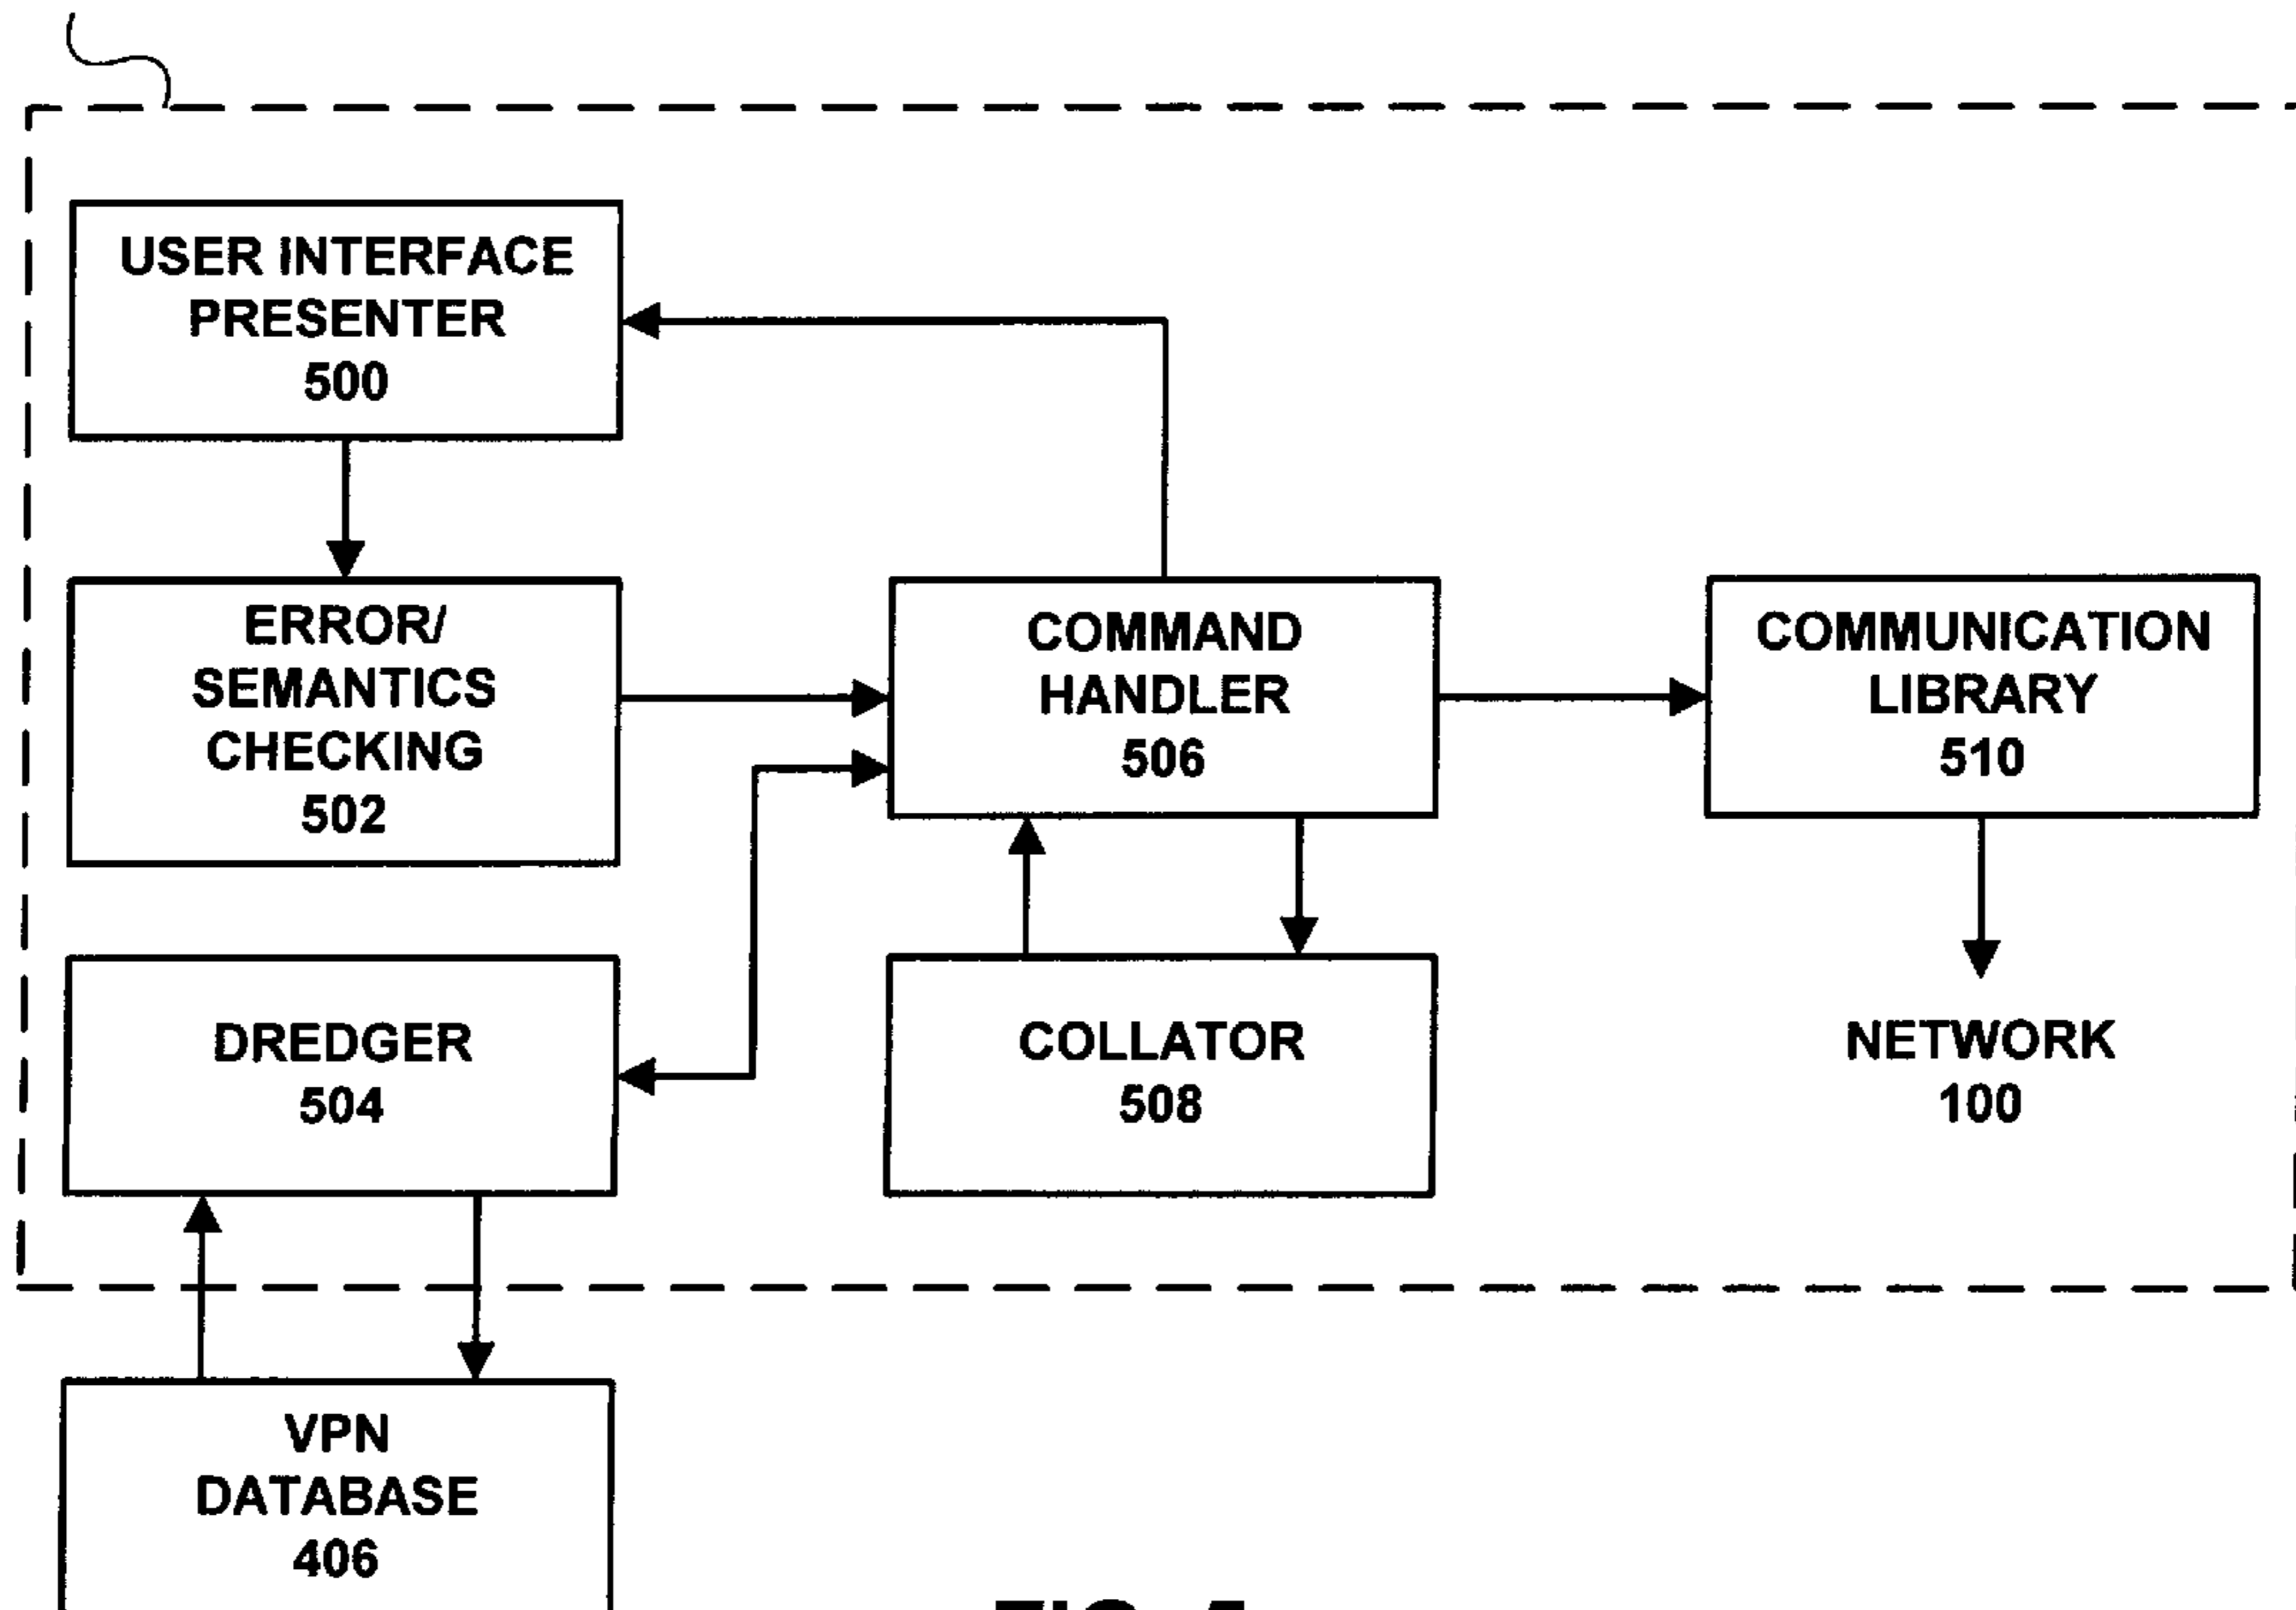 USER INTERFACE
PRESENTER
500
ERROR/
SEMANTICS
CHECKING
502
COMMAND
HANDLER
506
COMMUNICATION
LIBRARY
510
DREDGER
504
COLLATOR
508
NETWORK
100
VPN
DATABASE
406